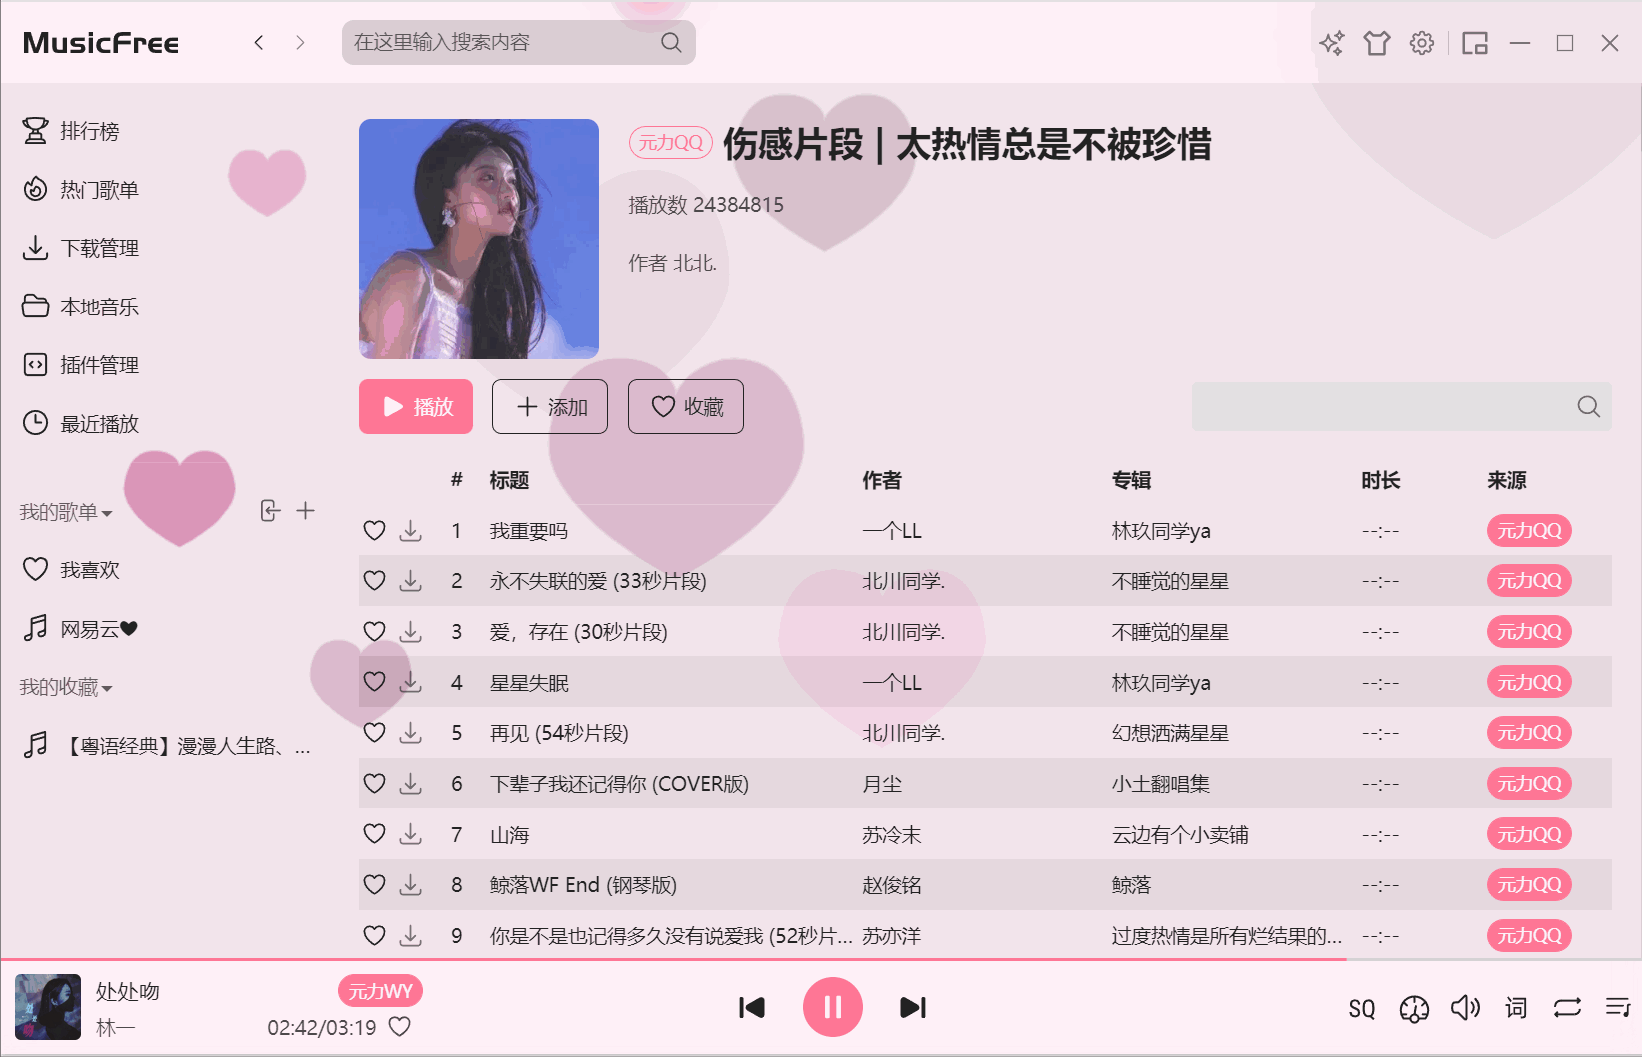 MusicFree
在这里输入搜索内容
排行榜
热门歌单
下载管理
本地音乐
插件管理
最近播放
我的歌单
我喜欢
网易云🖤
我的收藏
【粤语经典】漫漫人生路、...
元力QQ 伤感片段 | 太热情总是不被珍惜
播放数 24384815
作者 北北.
播放 添加 收藏
# 标题 作者 专辑 时长 来源
1 我重要吗 一个LL 林玖同学ya --:-- 元力QQ
2 永不失联的爱 (33秒片段) 北川同学. 不睡觉的星星 --:-- 元力QQ
3 爱，存在 (30秒片段) 北川同学. 不睡觉的星星 --:-- 元力QQ
4 星星失眠 一个LL 林玖同学ya --:-- 元力QQ
5 再见 (54秒片段) 北川同学. 幻想洒满星星 --:-- 元力QQ
6 下辈子我还记得你 (COVER版) 月尘 小土翻唱集 --:-- 元力QQ
7 山海 苏冷末 云边有个小卖铺 --:-- 元力QQ
8 鲸落WF End (钢琴版) 赵俊铭 鲸落 --:-- 元力QQ
9 你是不是也记得多久没有说爱我 (52秒片... 苏亦洋 过度热情是所有烂结果的... --:-- 元力QQ
处处吻 元力WY
林一 02:42/03:19
SQ 词